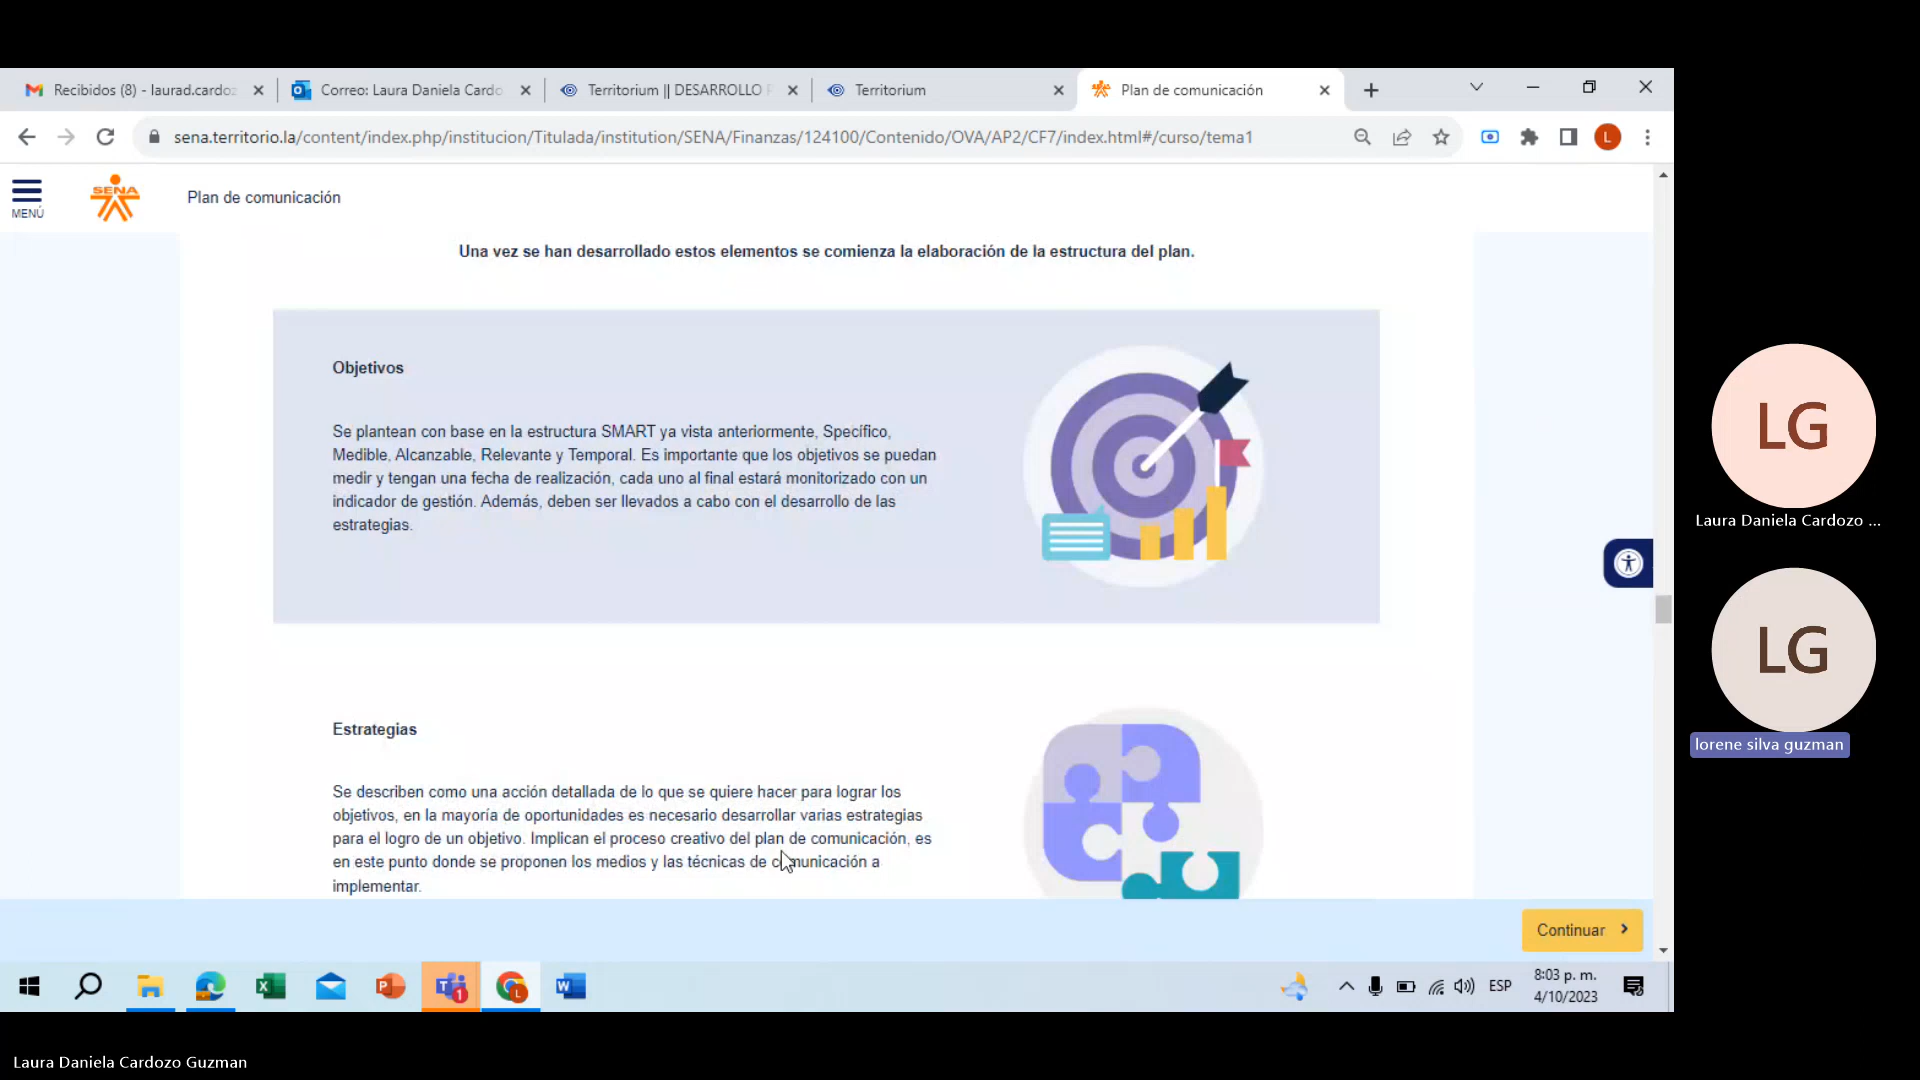 Recibidos (8) - laurad.cardoz
Correo: Laura Daniela Cardo
Territorium || DESARROLLO
Territorium
Plan de comunicación
sena.territorio.la/content/index.php/institucion/Titulada/institution/SENA/Finanzas/124100/Contenido/OVA/AP2/CF7/index.html#/curso/tema1
L
MENÚ
SENA
Plan de comunicación
Una vez se han desarrollado estos elementos se comienza la elaboración de la estructura del plan.
Objetivos
Se plantean con base en la estructura SMART ya vista anteriormente, Específico,
Medible, Alcanzable, Relevante y Temporal. Es importante que los objetivos se puedan
medir y tengan una fecha de realización, cada uno al final estará monitorizado con un
indicador de gestión. Además, deben ser llevados a cabo con el desarrollo de las
estrategias.
Estrategias
Se describen como una acción detallada de lo que se quiere hacer para lograr los
objetivos, en la mayoría de oportunidades es necesario desarrollar varias estrategias
para el logro de un objetivo. Implican el proceso creativo del plan de comunicación, es
en este punto donde se proponen los medios y las técnicas de comunicación a
implementar.
Continuar
LG
Laura Daniela Cardozo ...
LG
lorene silva guzman
ESP
8:03 p. m.
4/10/2023
Laura Daniela Cardozo Guzman